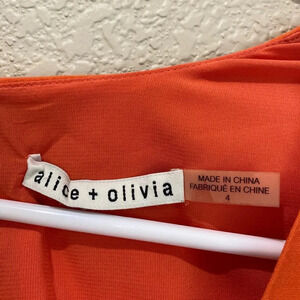 alice + olivia
MADE IN CHINA
FABRIQUÉ EN CHINE
4